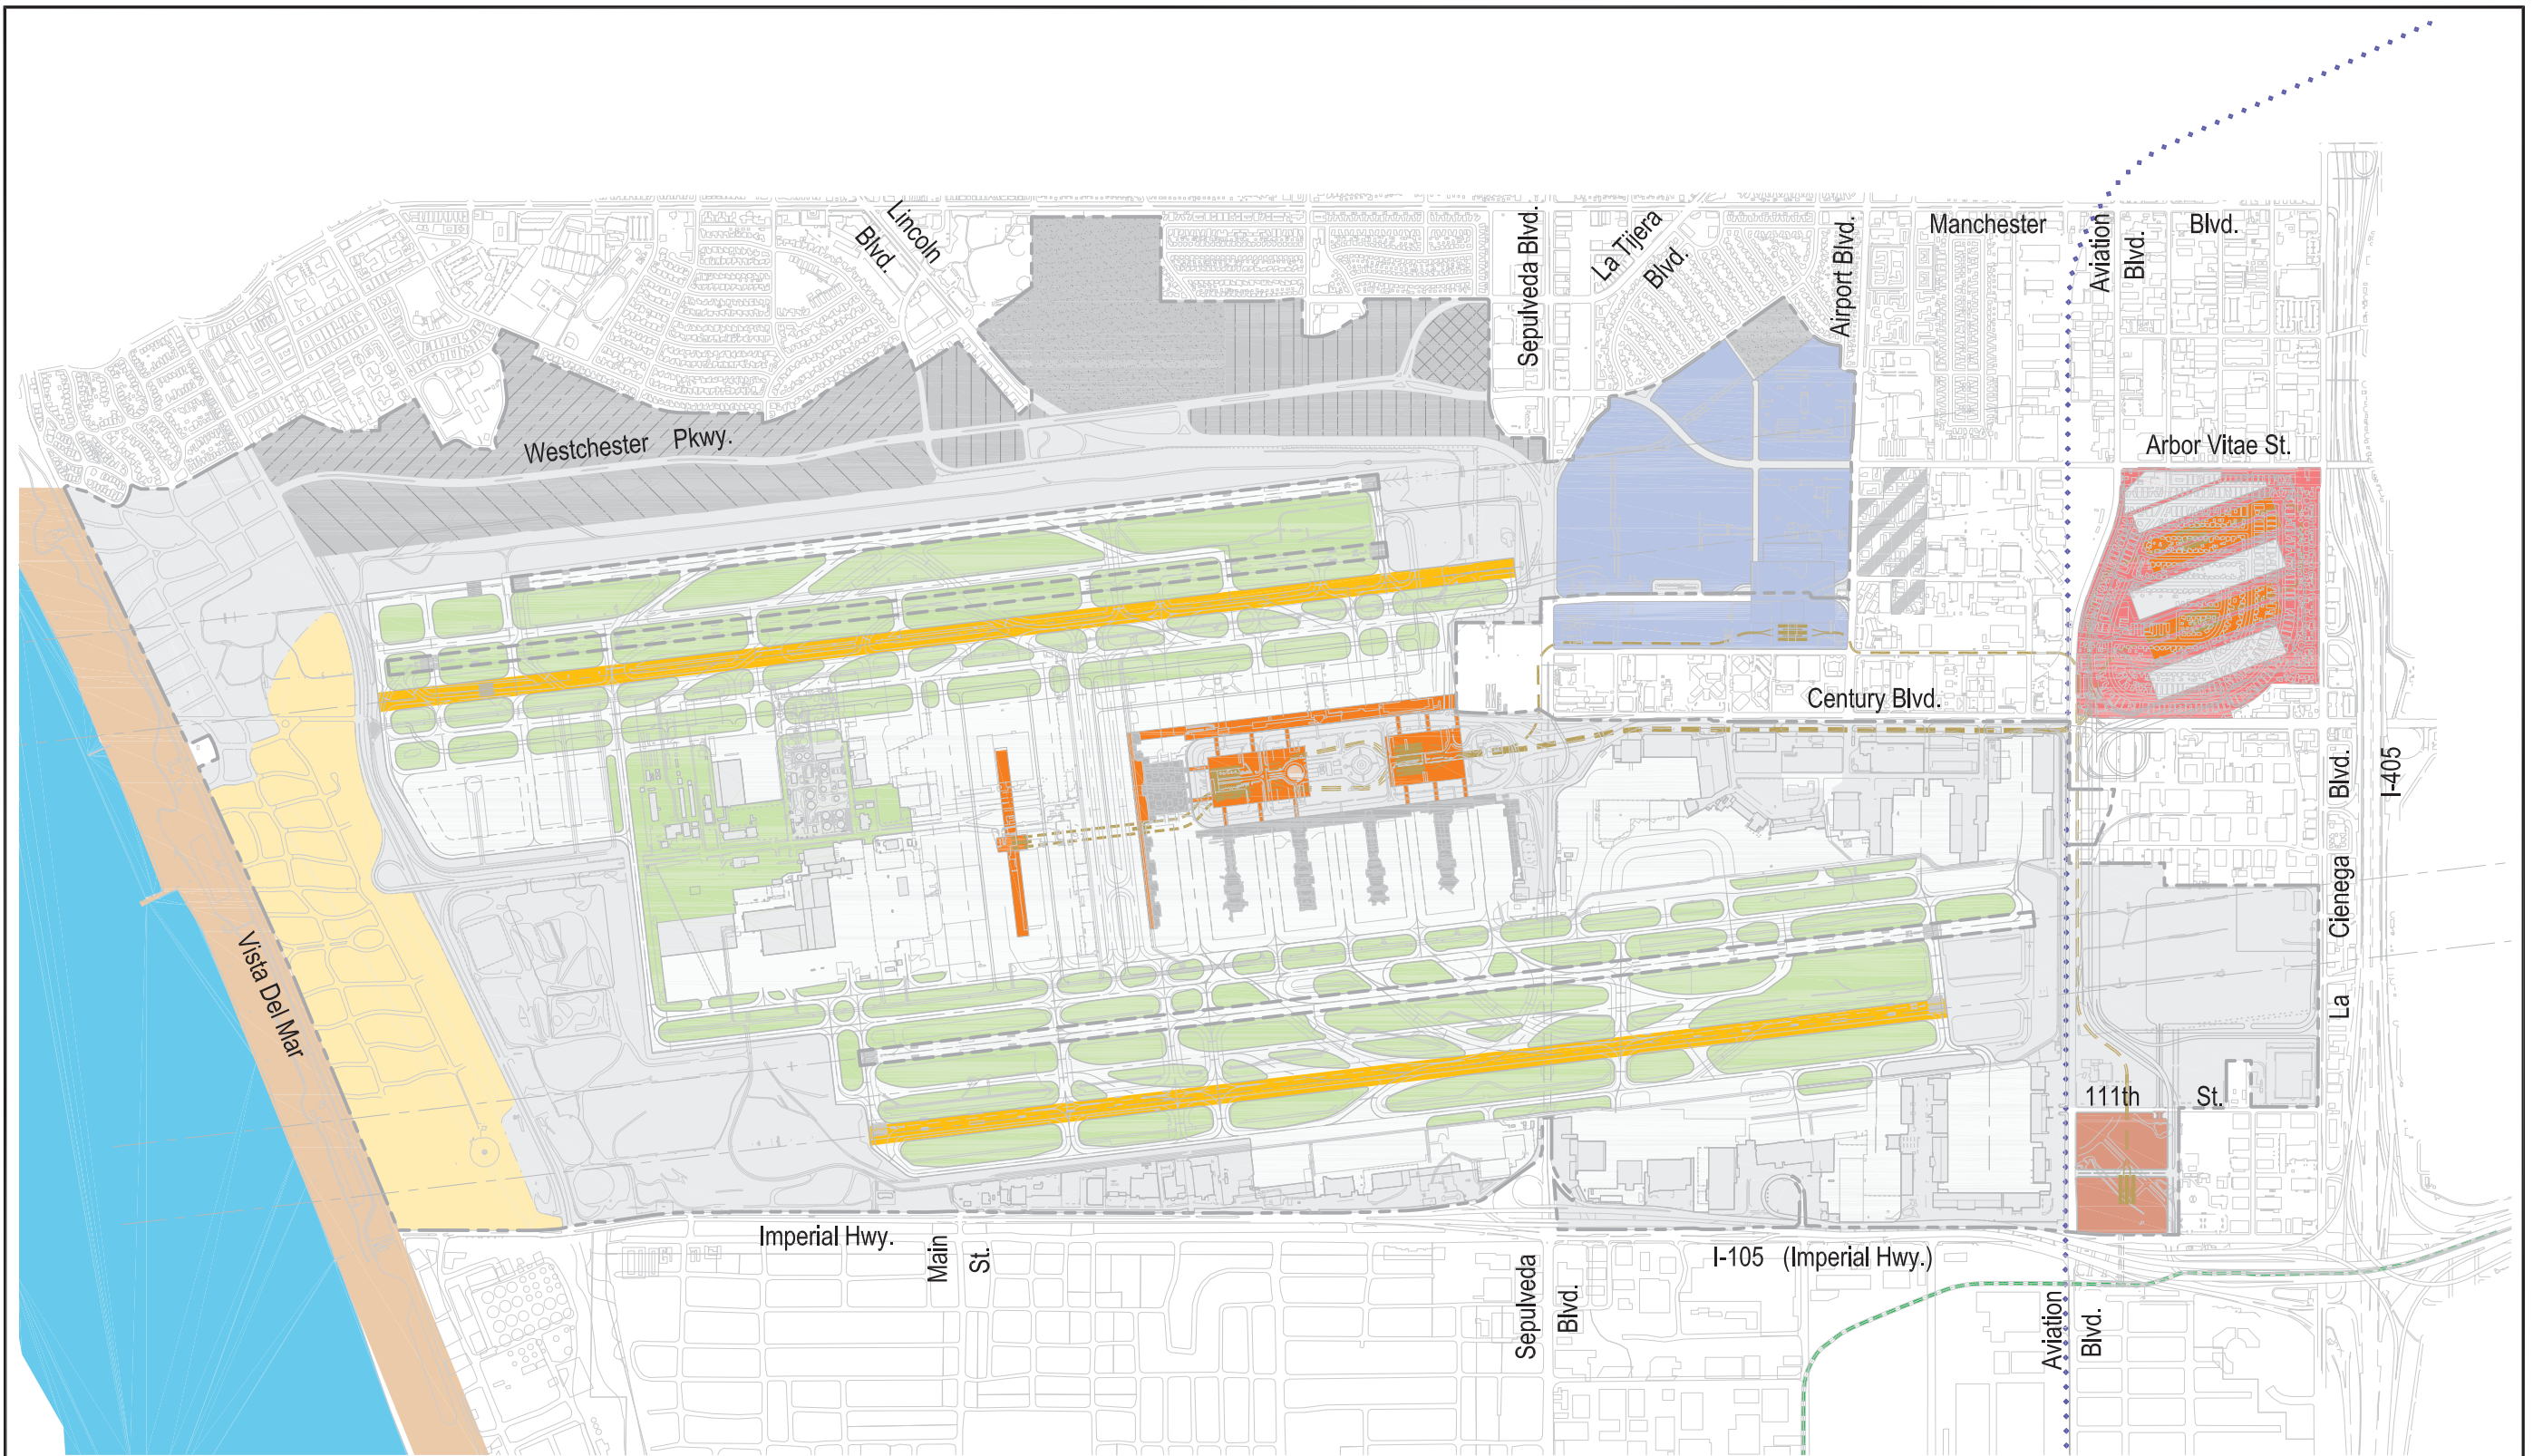 Lincoln
Blvd.
Sepulveda Blvd.
La Tijera
Blvd.
Airport Blvd.
Manchester
Blvd.
Aviation
Blvd.
Westchester Pkwy.
Arbor Vitae St.
Century Blvd.
La Cienega Blvd.
I-405
Vista Del Mar
111th St.
Imperial Hwy.
Main
St.
Sepulveda
Blvd.
I-105 (Imperial Hwy.)
Aviation
Blvd.